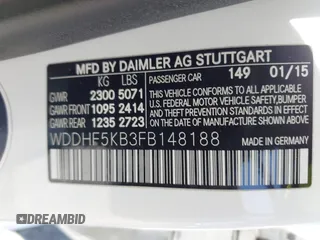 MFD BY DAIMLER AG STUTTGART
KG LBS PASSENGER CAR 149 01/15
GVWR 2300 5071
GAWR FRONT 1095 2414
GAWR REAR 1235 2723
THIS VEHICLE CONFORMS TO ALL APPLICABLE
FEDERAL MOTOR VEHICLE SAFETY, BUMPER
AND THEFT PREVENTION STANDARDS IN EFFECT
ON THE DATE OF MANUFACTURE SHOWN ABOVE
WDDHF5KB3FB148188
MADE IN GERMANY
DREAMBID